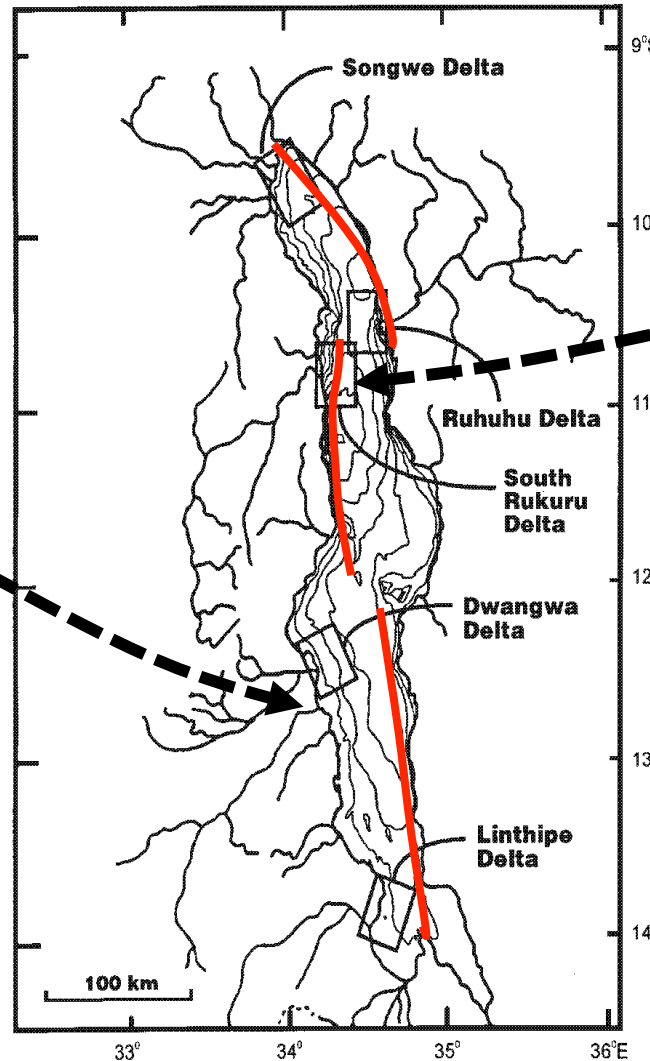 9°S
Songwe Delta
10
11
Ruhuhu Delta
South
Rukuru
Delta
12
Dwangwa
Delta
13
Linthipe
Delta
14
100 km
33°
34°
35°
36°E